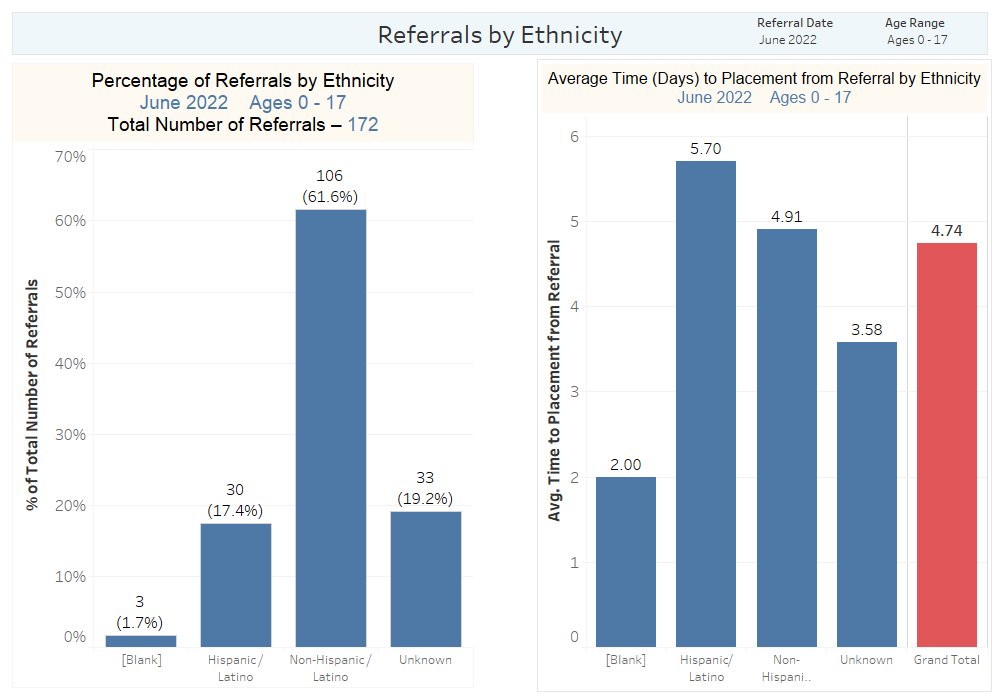 Referrals by Ethnicity
Referral Date
June 2022
Age Range
Ages 0 - 17
Percentage of Referrals by Ethnicity
June 2022 Ages 0 - 17
Total Number of Referrals – 172
% of Total Number of Referrals
70%
60%
50%
40%
30%
20%
10%
0%
3
(1.7%)
30
(17.4%)
106
(61.6%)
33
(19.2%)
[Blank]
Hispanic /
Latino
Non-Hispanic /
Latino
Unknown
Average Time (Days) to Placement from Referral by Ethnicity
June 2022 Ages 0 - 17
Avg. Time to Placement from Referral
6
5
4
3
2
1
0
2.00
5.70
4.91
3.58
4.74
[Blank]
Hispanic/
Latino
Non-
Hispani..
Unknown
Grand Total